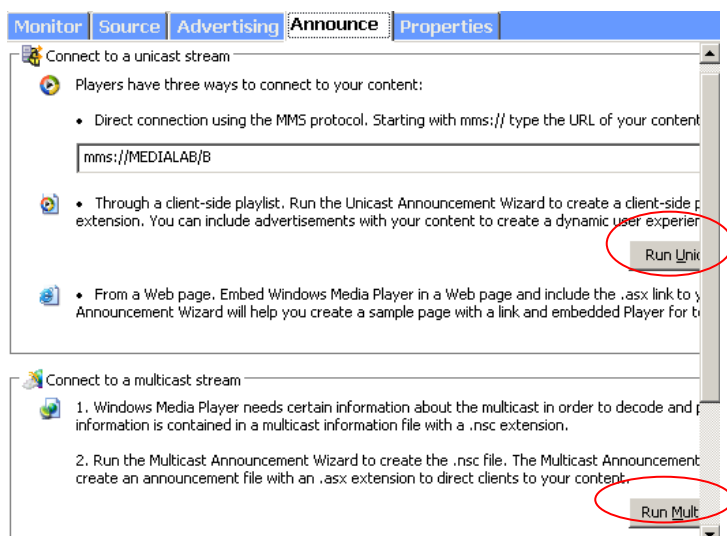 Monitor Source Advertising Announce Properties
Connect to a unicast stream
Players have three ways to connect to your content:
• Direct connection using the MMS protocol. Starting with mms:// type the URL of your content
mms://MEDIALAB/B
• Through a client-side playlist. Run the Unicast Announcement Wizard to create a client-side
extension. You can include advertisements with your content to create a dynamic user
Run
• From a Web page. Embed Windows Media Player in a Web page and include the .asx link to
Announcement Wizard will help you create a sample page with a link and embedded Player for
Connect to a multicast stream
1. Windows Media Player needs certain information about the multicast in order to decode and
information is contained in a multicast information file with a .nsc extension.
2. Run the Multicast Announcement Wizard to create the .nsc file. The Multicast Announcement
create an announcement file with an .asx extension to direct clients to your content.
Run